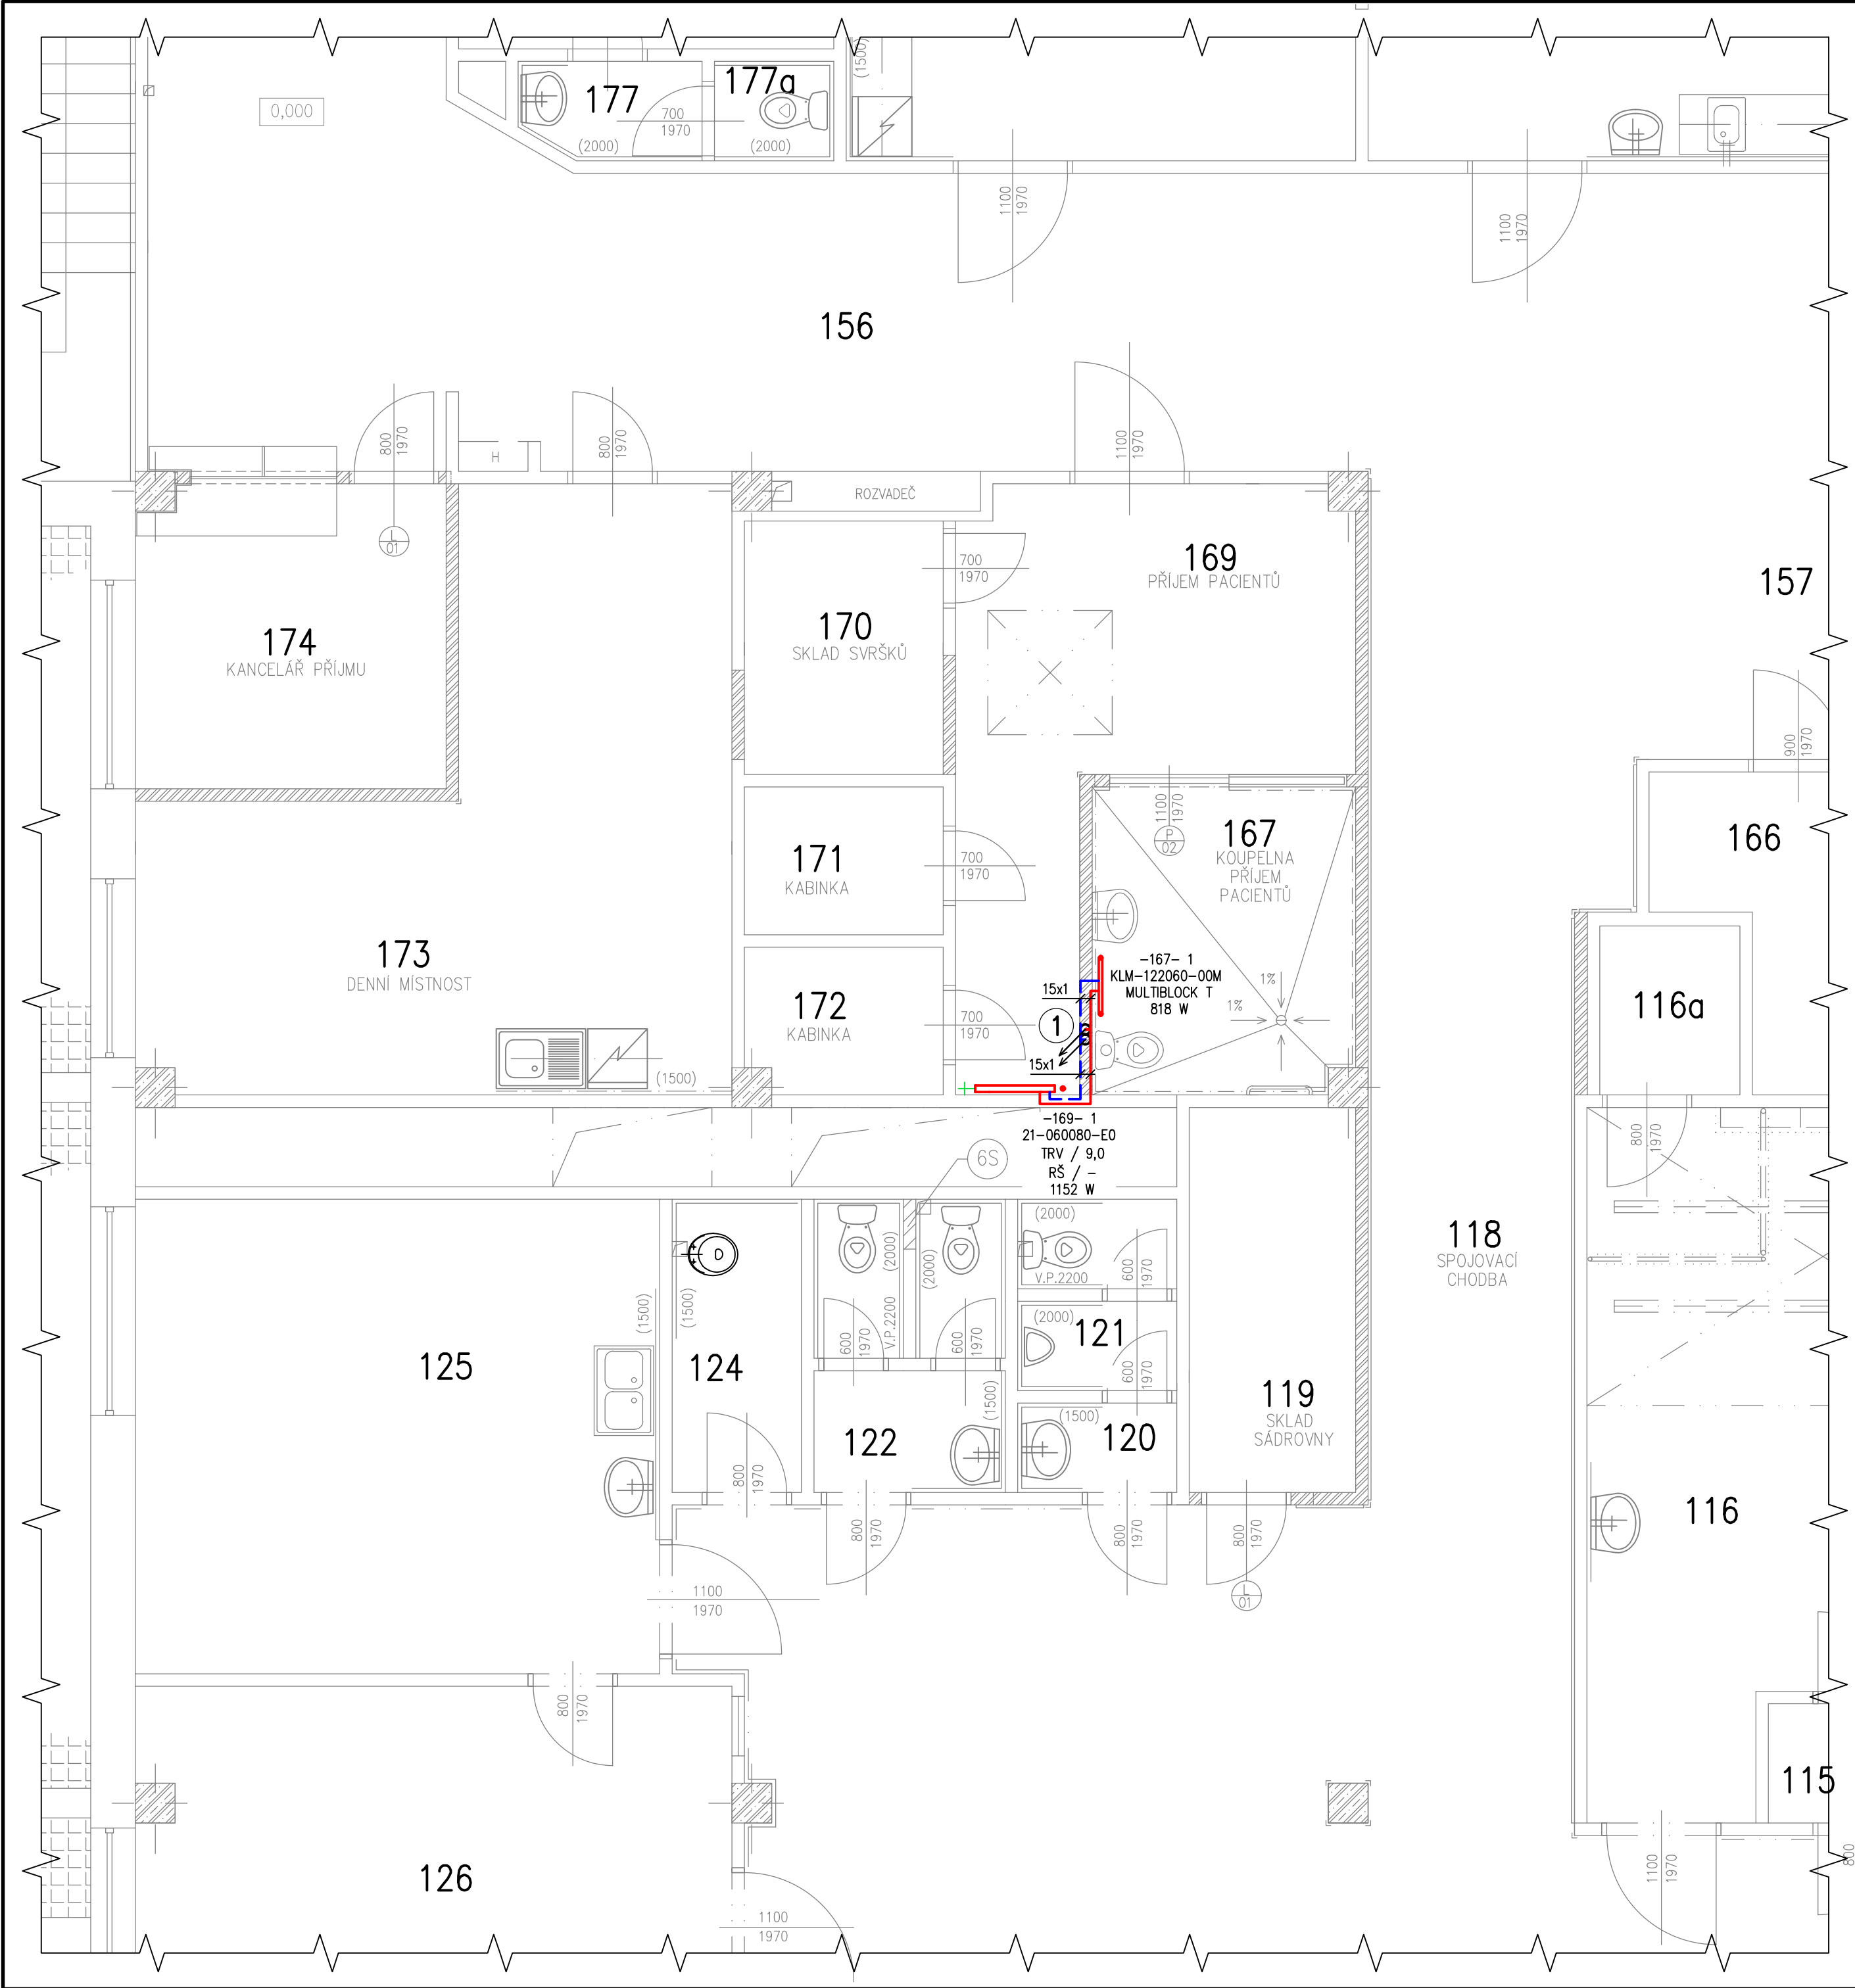 (1500)
177
177a
0,000
700
1970
(2000)
(2000)
1100
1970
1100
1970
156
800
1970
H
800
1970
1100
1970
ROZVADEČ
L
01
700
1970
169
PŘÍJEM PACIENTŮ
157
174
KANCELÁŘ PŘÍJMU
170
SKLAD SVRŠKŮ
900
1970
1100
1970
P
02
167
KOUPELNA
PŘÍJEM
PACIENTŮ
166
171
KABINKA
700
1970
173
DENNÍ MÍSTNOST
-167- 1
KLM-122060-00M
MULTIBLOCK T
818 W
15x1
1%
1%
172
KABINKA
700
1970
1
116a
15x1
(1500)
-169- 1
21-060080-E0
TRV / 9,0
RŠ / -
1152 W
6S
800
1970
(2000)
(2000)
(2000)
V.P.2200
600
1970
118
SPOJOVACÍ
CHODBA
(1500)
(1500)
V.P.2200
600
1970
600
1970
(2000)
121
600
1970
125
124
119
SKLAD
SÁDROVNY
122
(1500)
(1500)
120
800
1970
116
800
1970
800
1970
800
1970
L
01
1100
1970
800
1970
115
126
1100
1970
1100
1970
800